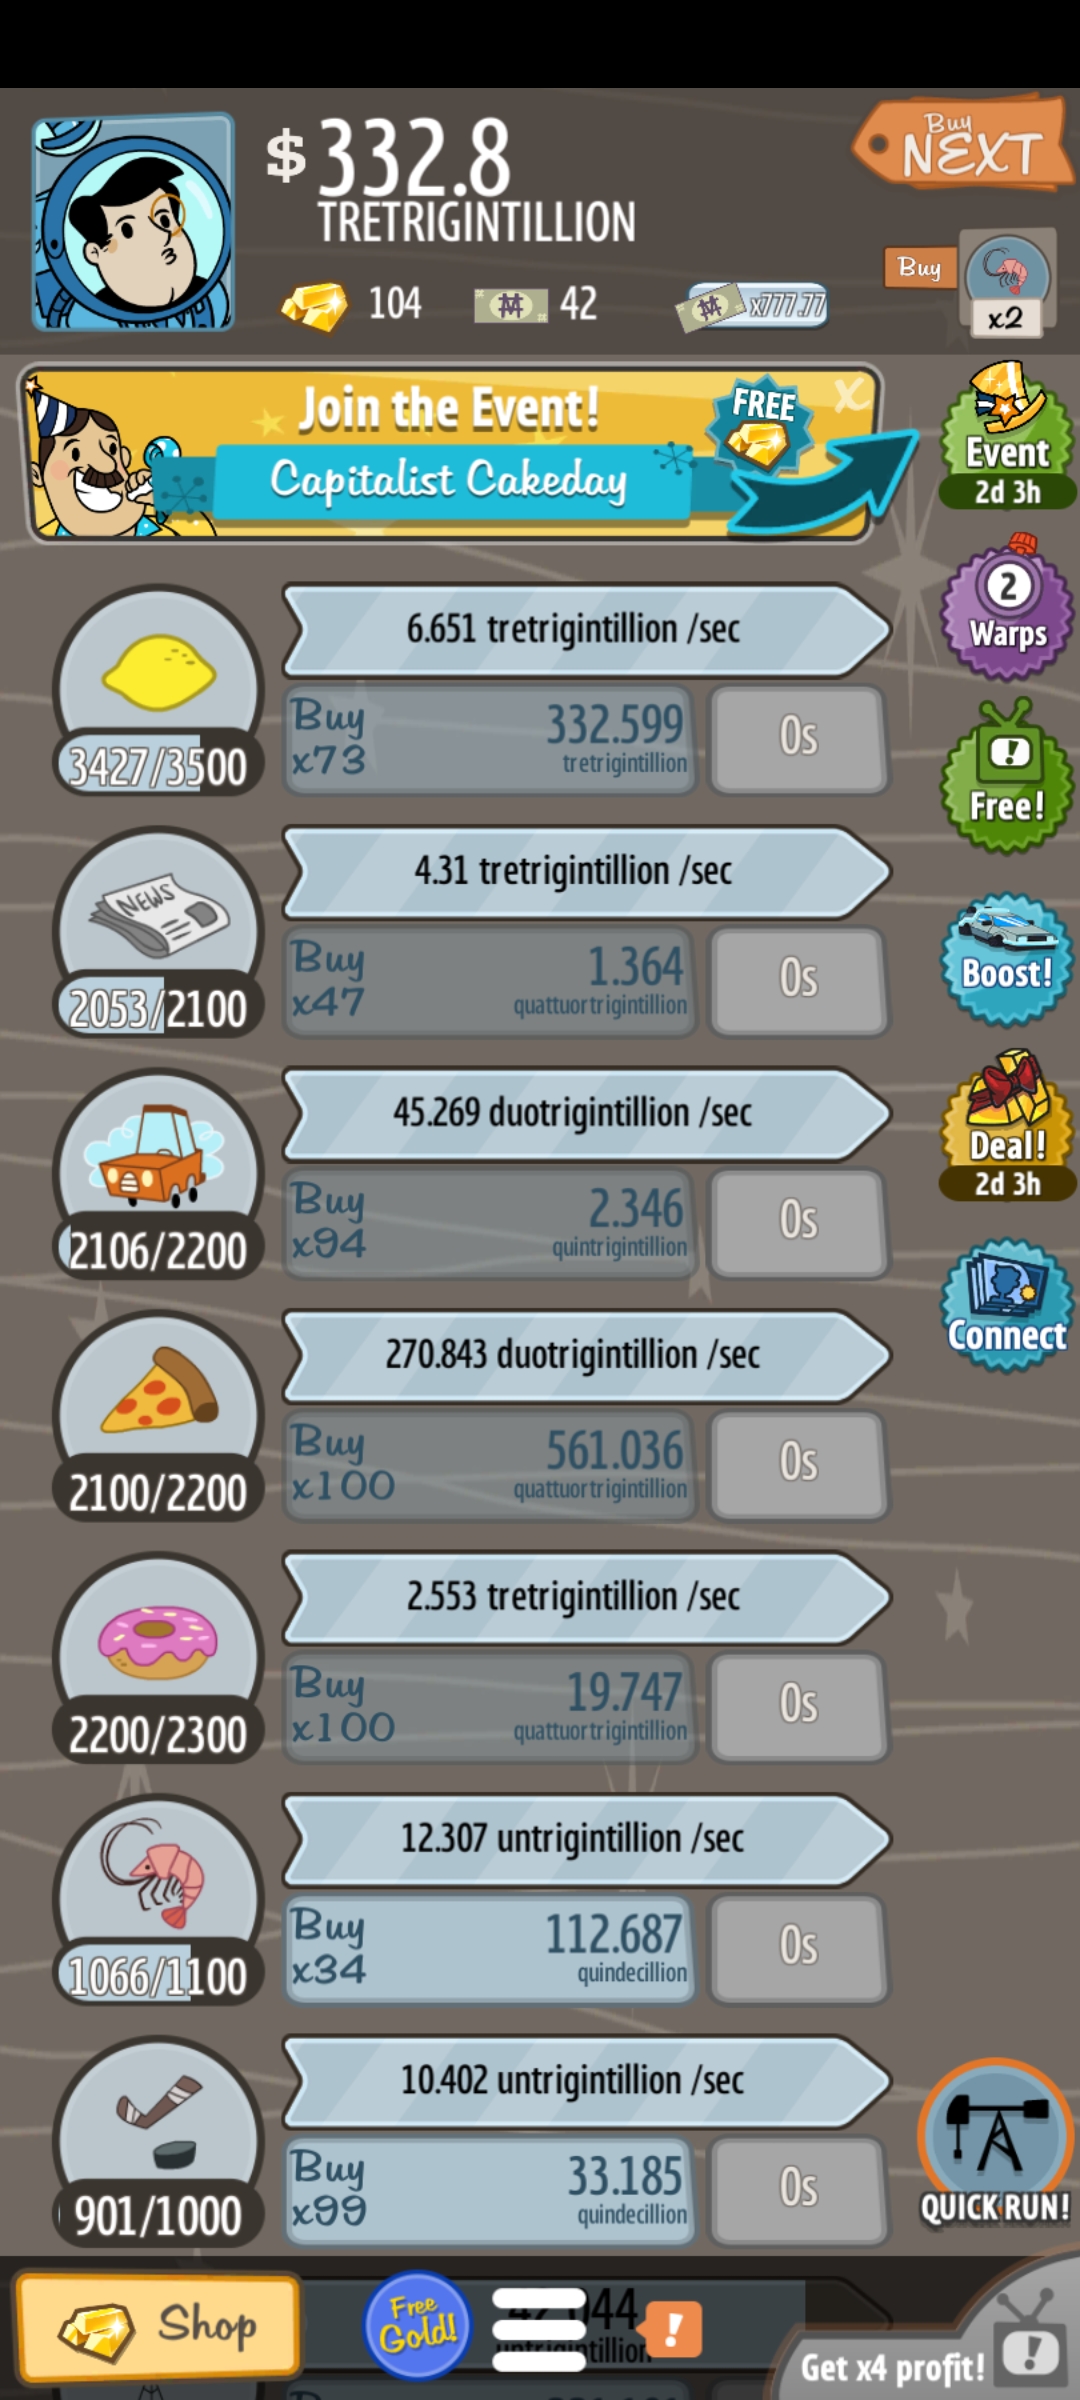 $332.8
TRETRIGINTILLION
Buy
NEXT
104
42
x777.77
Buy
x2
Join the Event!
Capitalist Cakeday
FREE
X
Event
2d 3h
6.651 tretrigintillion /sec
Buy
x73
332.599
tretrigintillion
0s
3427/3500
2
Warps
Free!
NEWS
4.31 tretrigintillion /sec
Buy
x47
1.364
quattuortrigintillion
0s
2053/2100
Boost!
45.269 duotrigintillion /sec
Buy
x94
2.346
quintrigintillion
0s
2106/2200
Deal!
2d 3h
Connect
270.843 duotrigintillion /sec
Buy
x100
561.036
quattuortrigintillion
0s
2100/2200
2.553 tretrigintillion /sec
Buy
x100
19.747
quattuortrigintillion
0s
2200/2300
12.307 untrigintillion /sec
Buy
x34
112.687
quindecillion
0s
1066/1100
10.402 untrigintillion /sec
Buy
x99
33.185
quindecillion
0s
901/1000
QUICK RUN!
Shop
Free
Gold!
!
Get x4 profit!